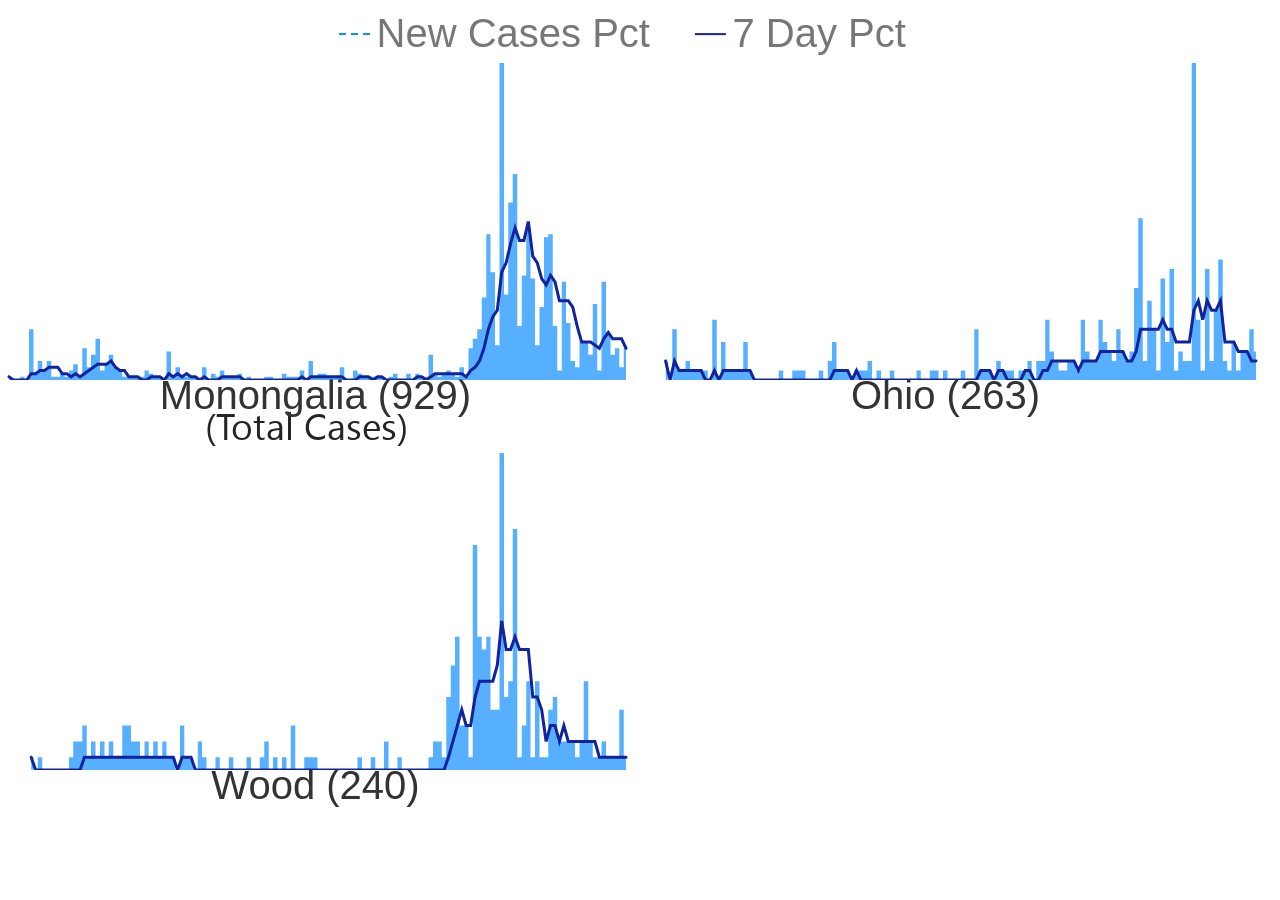 New Cases Pct 7 Day Pct
Monongalia (929)
(Total Cases)
Ohio (263)
Wood (240)